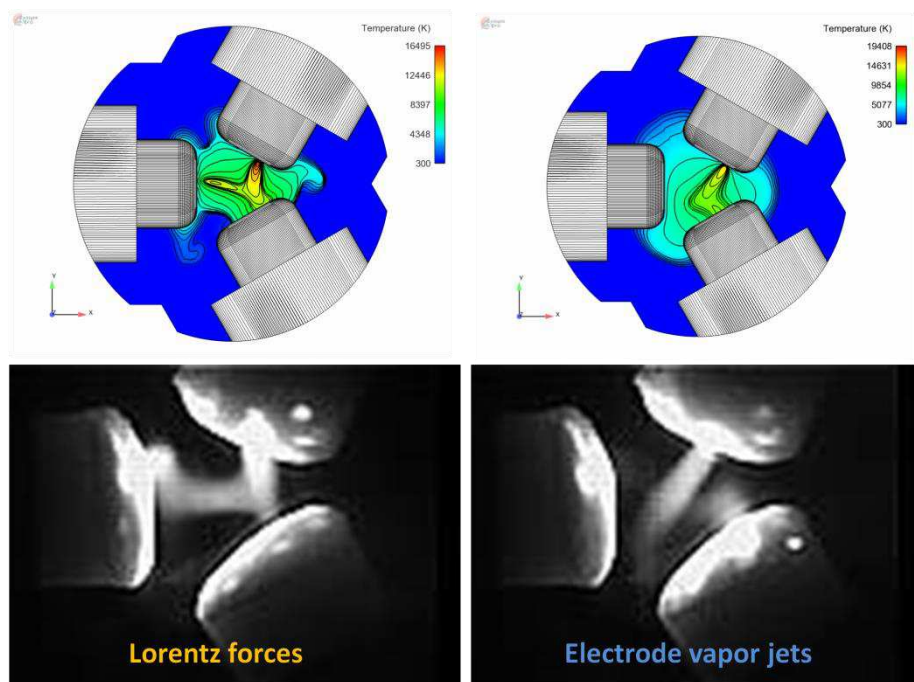 Temperature (K)
16495
12446
8397
4348
300
Y
Z
X
Temperature (K)
19408
14631
9854
5077
300
Y
Z
X
Lorentz forces
Electrode vapor jets